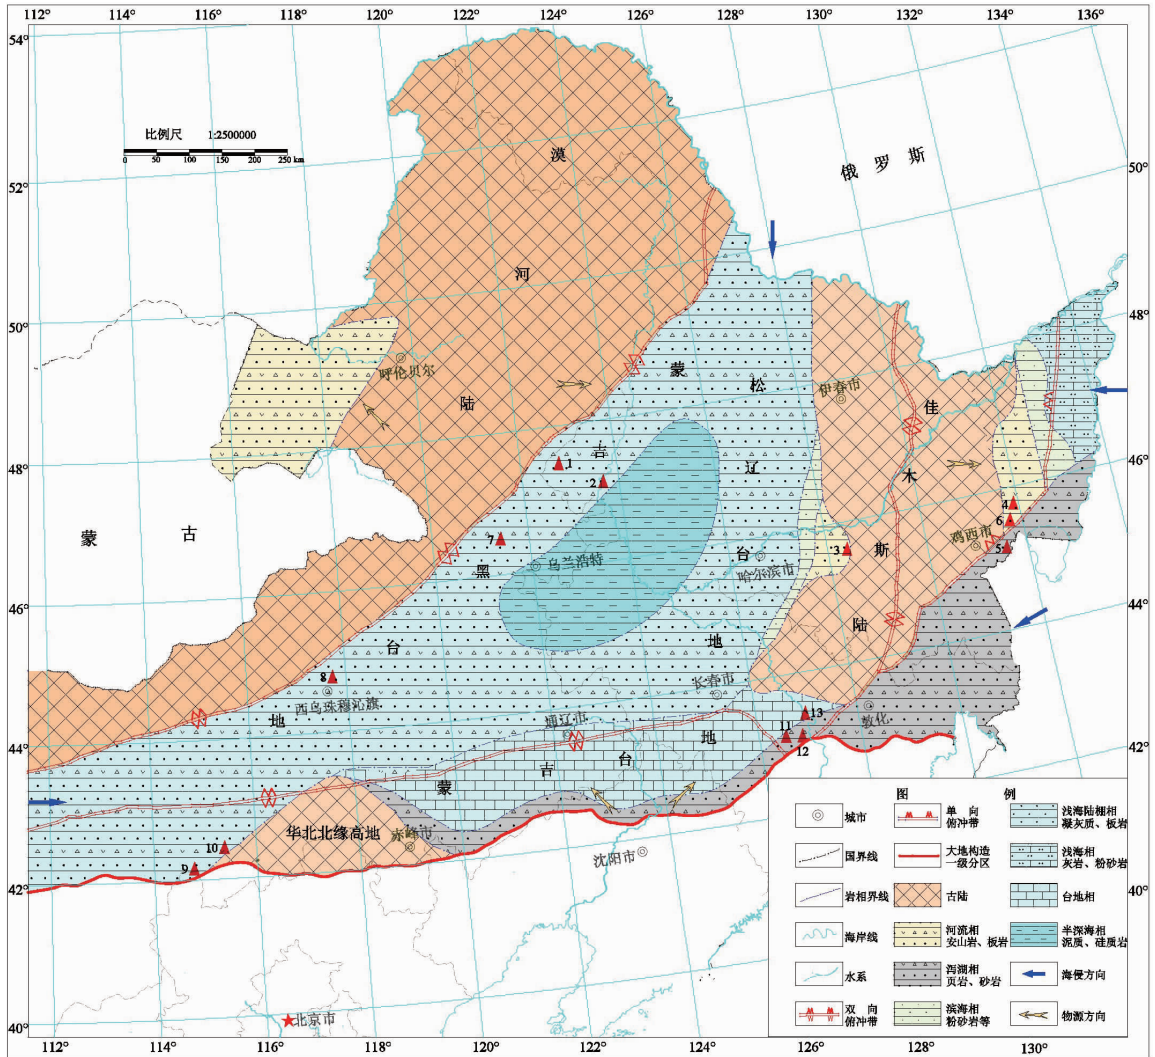 112° 114° 116° 118° 120° 122° 124° 126° 128° 130° 132° 134° 136°
54°
比例尺 1:2500000
0 50 100 150 200 250 km
漠
俄罗斯
50°
52°
河
48°
50°
呼伦贝尔
蒙
松
伊春市
佳
陆
46°
48°
吉
1
2
辽
木
4
6
蒙 古
7
乌兰浩特
台
哈尔滨市
3
斯
鸡西市
5
44°
黑
46°
台
地
陆
8
西乌珠穆沁旗
长春市
地
通辽市
13
敦化
42°
44°
11
12
地
台
吉
蒙
华北北缘高地
赤峰市
10
9
沈阳市
42°
40°
40°
北京市
图 例
城市
单 向
俯冲带
浅海陆棚相
凝灰质、板岩
国界线
大地构造
一级分区
浅海相
灰岩、粉砂岩
岩相界线
古陆
台地相
海岸线
河流相
安山岩、板岩
半深海相
泥质、硅质岩
水系
泻湖相
页岩、砂岩
海侵方向
双 向
俯冲带
滨海相
粉砂岩等
物源方向
112° 114° 116° 118° 120° 122° 124° 126° 128° 130°